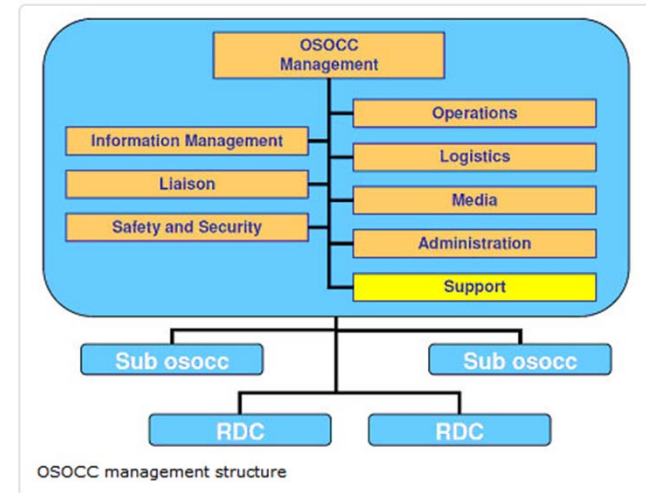 OSOCC
Management
Operations
Information Management
Logistics
Liaison
Media
Safety and Security
Administration
Support
Sub osocc
Sub osocc
RDC
RDC
OSOCC management structure